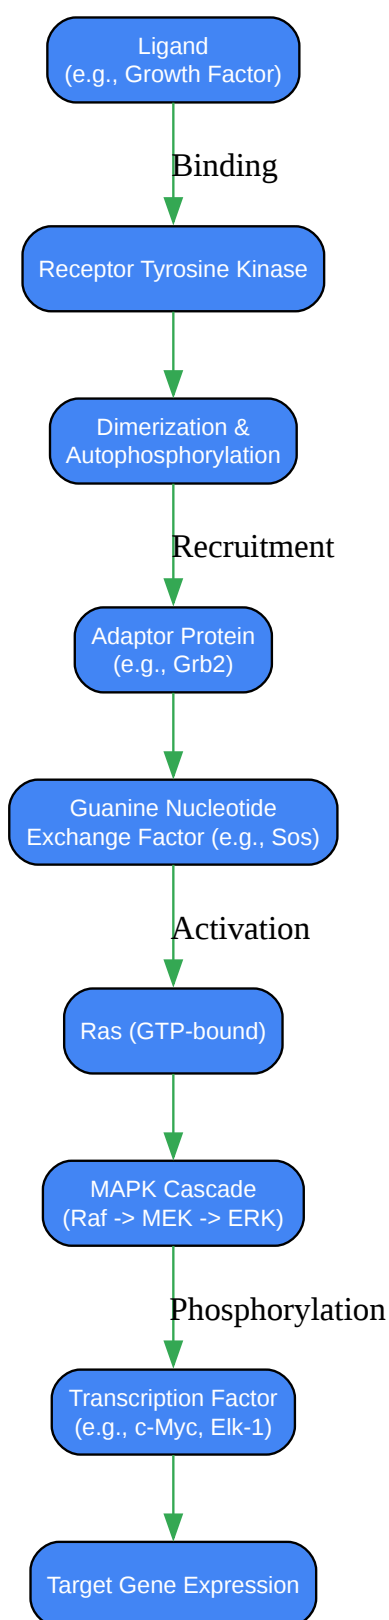 Ligand
(e.g., Growth Factor)
Binding
Receptor Tyrosine Kinase
Dimerization &
Autophosphorylation
Recruitment
Adaptor Protein
(e.g., Grb2)
Guanine Nucleotide
Exchange Factor (e.g., Sos)
Activation
Ras (GTP-bound)
MAPK Cascade
(Raf -> MEK -> ERK)
Phosphorylation
Transcription Factor
(e.g., c-Myc, Elk-1)
Target Gene Expression